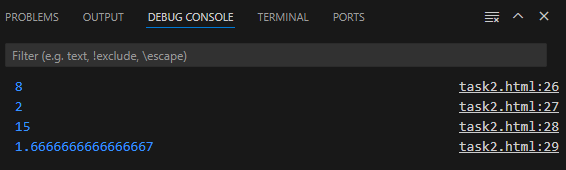 PROBLEMS OUTPUT DEBUG CONSOLE TERMINAL PORTS
Filter (e.g. text, !exclude, \escape)
8 task2.html:26
2 task2.html:27
15 task2.html:28
1.6666666666666667 task2.html:29